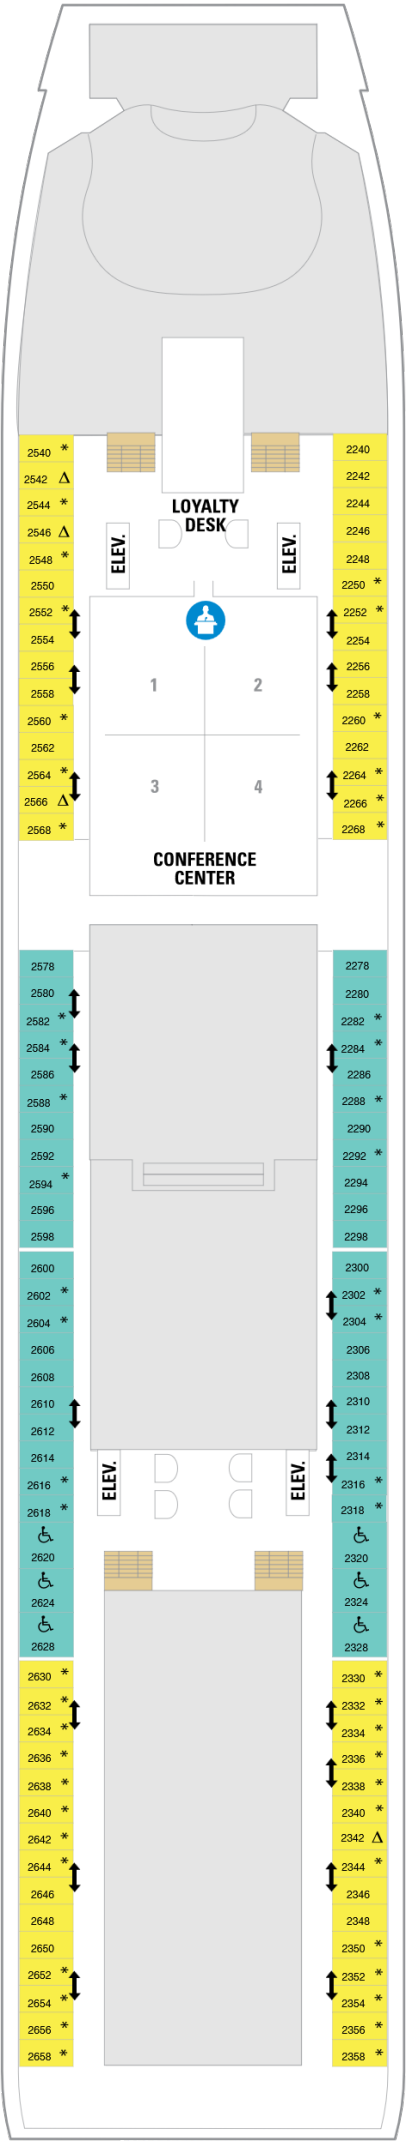 2540 * 2240
2542 Δ 2242
2544 * 2244
LOYALTY
DESK
2546 Δ 2246
ELEV. ELEV.
2548 * 2248
2550 2250 *
2552 * 2252 *
2554 2254
2556 2256
1 2
2558 2258
2560 * 2260 *
2562 2262
2564 * 2264 *
3 4
2566 Δ 2266 *
2568 * 2268 *
CONFERENCE
CENTER
2578 2278
2580 2280
2582 * 2282 *
2584 * 2284 *
2586 2286
2588 * 2288 *
2590 2290
2592 2292 *
2594 * 2294
2596 2296
2598 2298
2600 2300
2602 * 2302 *
2604 * 2304 *
2606 2306
2608 2308
2610 2310
2612 2312
2614 2314
ELEV. ELEV.
2616 * 2316 *
2618 * 2318 *
2620 2320
2624 2324
2628 2328
2630 * 2330 *
2632 * 2332 *
2634 * 2334 *
2636 * 2336 *
2638 * 2338 *
2640 * 2340 *
2642 * 2342 Δ
2644 * 2344 *
2646 2346
2648 2348
2650 2350 *
2652 * 2352 *
2654 * 2354 *
2656 * 2356 *
2658 * 2358 *